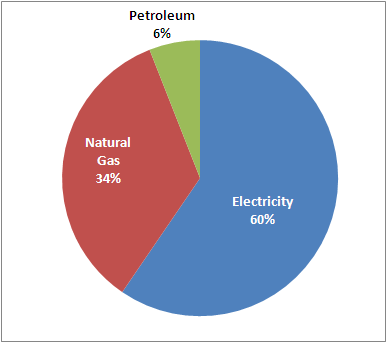 Petroleum
6%
Natural
Gas
34%
Electricity
60%